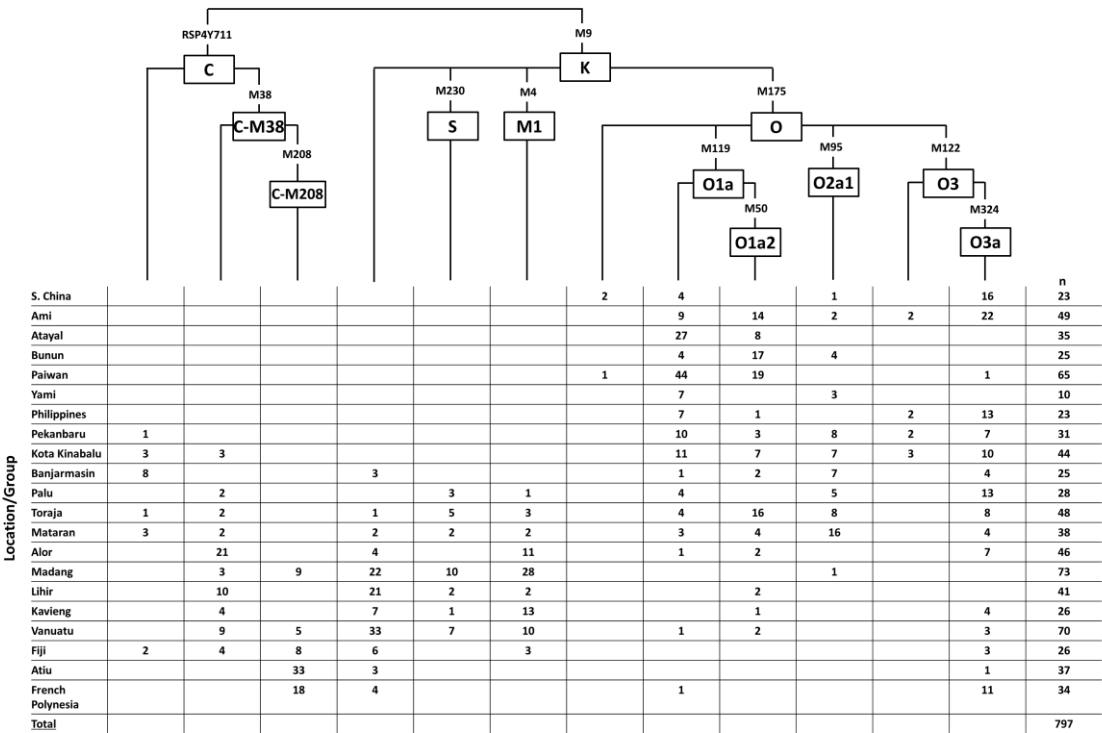 RSP4Y711 M9
C K
M38 M230 M4 M175
C-M38 S M1 O
M208 M119 M95 M122
C-M208 O1a O2a1 O3
M50 M324
O1a2 O3a
n
Location/Group
S. China 2 4 1 16 23
Ami 9 14 2 2 22 49
Atayal 27 8 35
Bunun 4 17 4 25
Paiwan 1 44 19 1 65
Yami 7 3 10
Philippines 7 1 2 13 23
Pekanbaru 1 10 3 8 2 7 31
Kota Kinabalu 3 3 11 7 7 3 10 44
Banjarmasin 8 3 1 2 7 4 25
Palu 2 3 1 4 5 13 28
Toraja 1 2 1 5 3 4 16 8 8 48
Mataran 3 2 2 2 2 3 4 16 4 38
Alor 21 4 11 1 2 7 46
Madang 3 9 22 10 28 1 73
Lihir 10 21 2 2 2 41
Kavieng 4 7 1 13 1 4 26
Vanuatu 9 5 33 7 10 1 2 3 70
Fiji 2 4 8 6 3 3 26
Atiu 33 3 1 37
French 18 4 1 11 34
Polynesia
Total 797